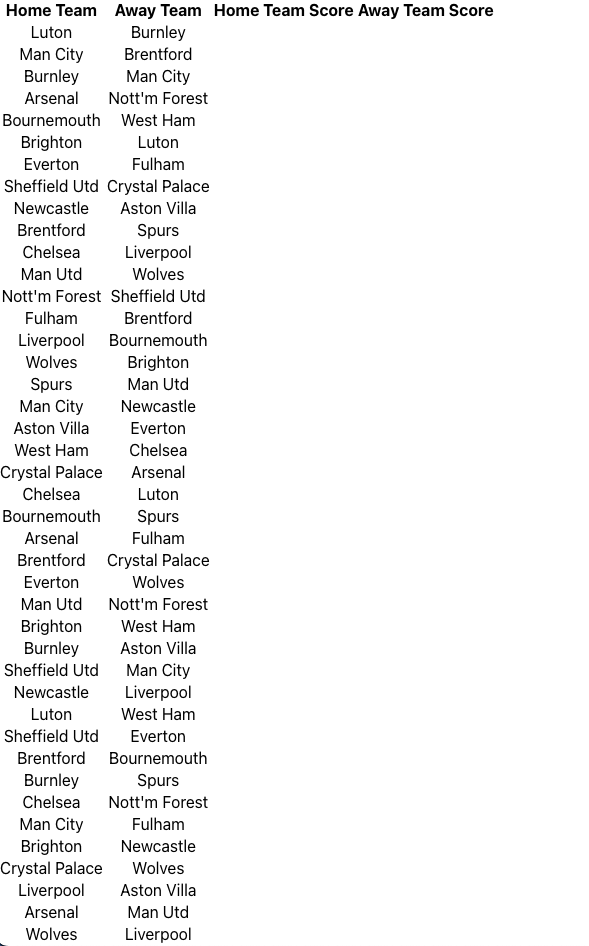 Home Team Away Team Home Team Score Away Team Score
Luton Burnley
Man City Brentford
Burnley Man City
Arsenal Nott'm Forest
Bournemouth West Ham
Brighton Luton
Everton Fulham
Sheffield Utd Crystal Palace
Newcastle Aston Villa
Brentford Spurs
Chelsea Liverpool
Man Utd Wolves
Nott'm Forest Sheffield Utd
Fulham Brentford
Liverpool Bournemouth
Wolves Brighton
Spurs Man Utd
Man City Newcastle
Aston Villa Everton
West Ham Chelsea
Crystal Palace Arsenal
Chelsea Luton
Bournemouth Spurs
Arsenal Fulham
Brentford Crystal Palace
Everton Wolves
Man Utd Nott'm Forest
Brighton West Ham
Burnley Aston Villa
Sheffield Utd Man City
Newcastle Liverpool
Luton West Ham
Sheffield Utd Everton
Brentford Bournemouth
Burnley Spurs
Chelsea Nott'm Forest
Man City Fulham
Brighton Newcastle
Crystal Palace Wolves
Liverpool Aston Villa
Arsenal Man Utd
Wolves Liverpool